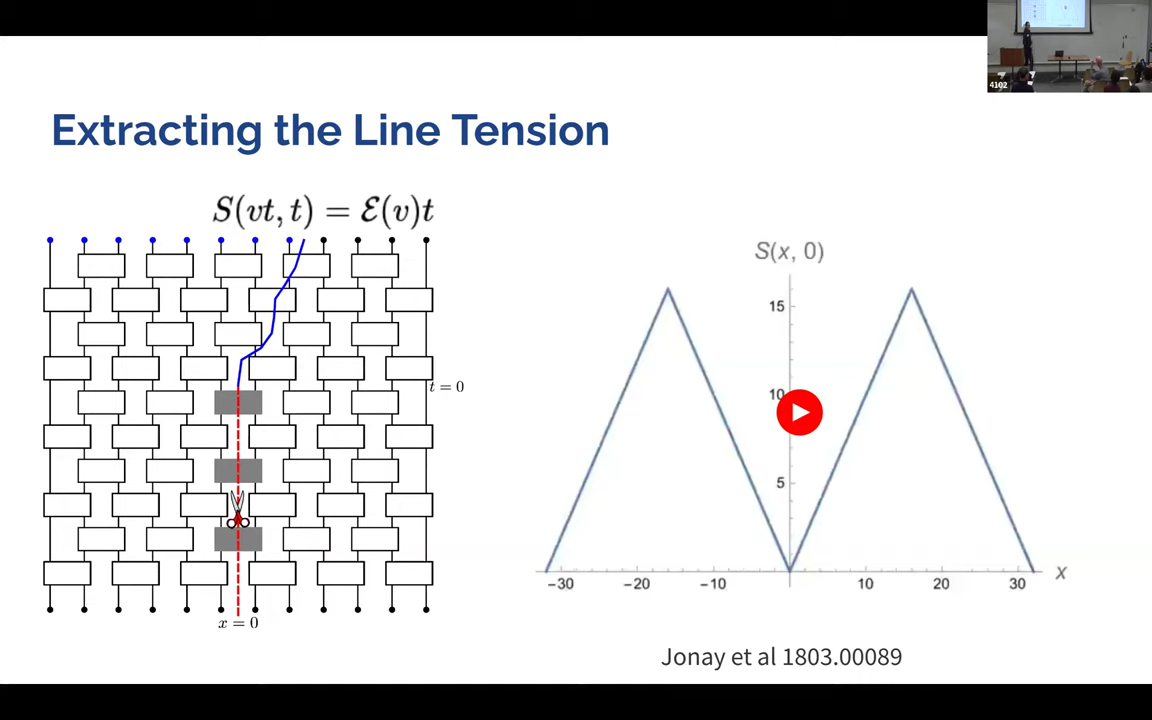 4102
Extracting the Line Tension
S(vt, t) = ℰ(v)t
t = 0
x = 0
S(x, 0)
15
10
5
−30
−20
−10
10
20
30
x
Jonay et al 1803.00089